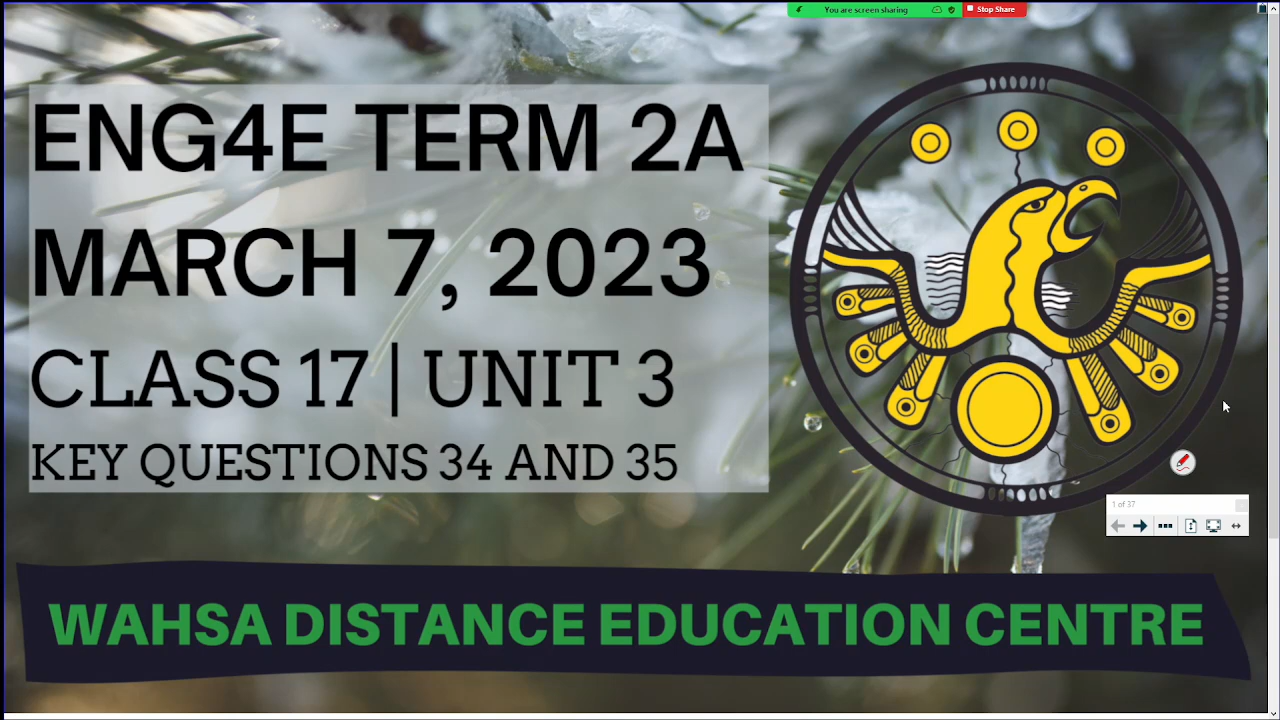 You are screen sharing
Stop Share
ENG4E TERM 2A
MARCH 7, 2023
CLASS 17 | UNIT 3
KEY QUESTIONS 34 AND 35
1 of 37
WAHSA DISTANCE EDUCATION CENTRE